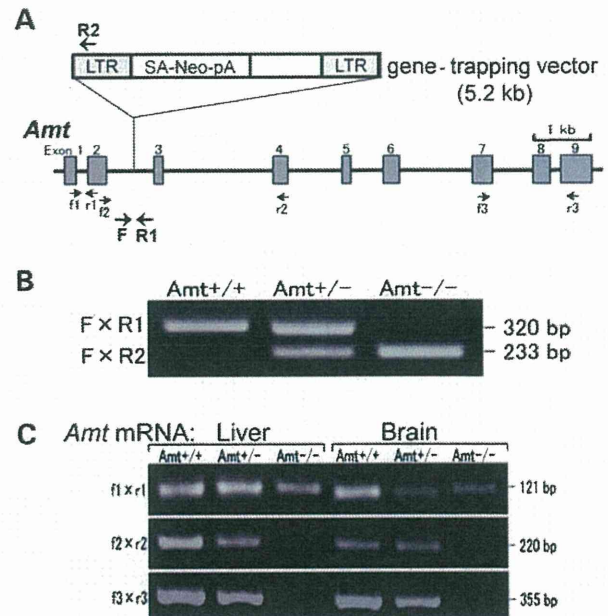 A
R2
LTR SA-Neo-pA LTR gene-trapping vector
(5.2 kb)
Amt
1 kb
Exon 1 2 3 4 5 6 7 8 9
f1 r1 f2 r2 f3 r3
F R1
B
Amt+/+ Amt+/- Amt-/-
F×R1 320 bp
F×R2 233 bp
C Amt mRNA: Liver Brain
Amt+/+ Amt+/- Amt-/- Amt+/+ Amt+/- Amt-/-
f1×r1 121 bp
f2×r2 220 bp
f3×r3 355 bp